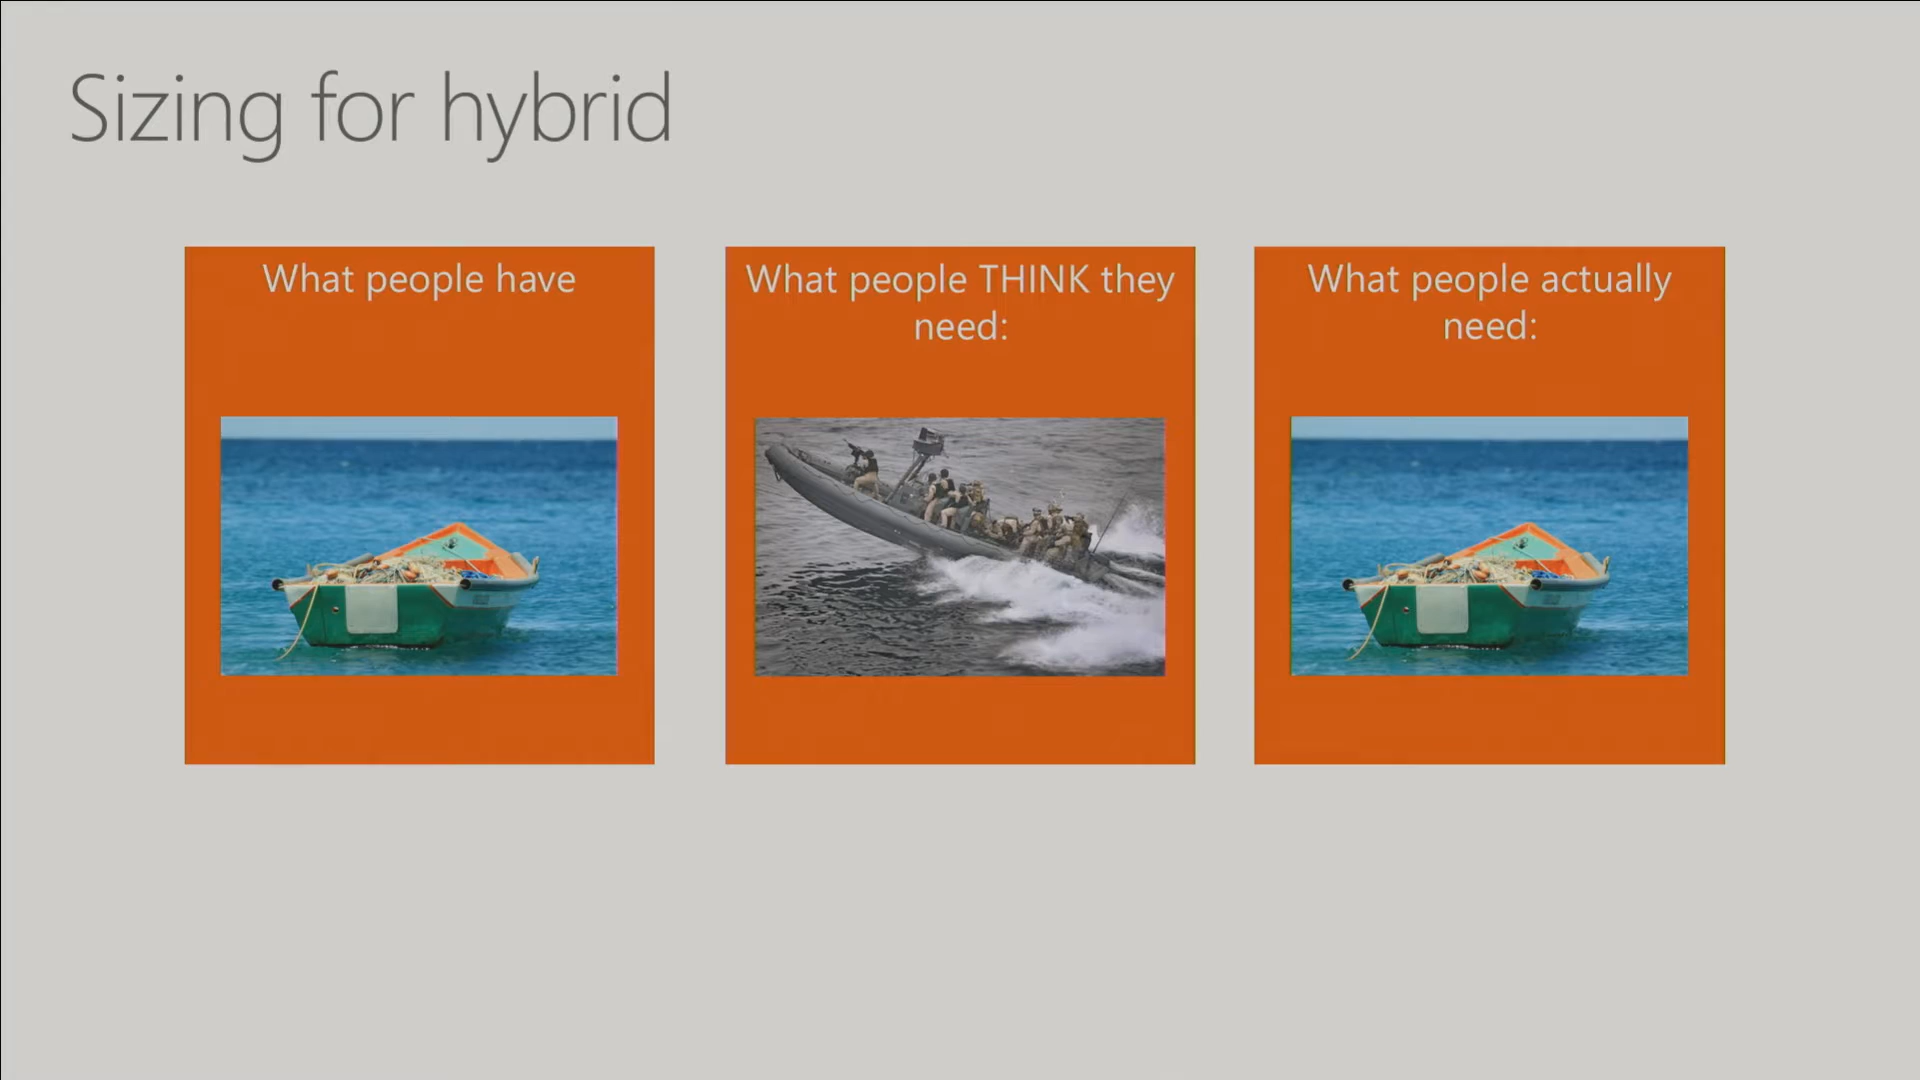 Sizing for hybrid
What people have
What people THINK they
need:
What people actually
need: